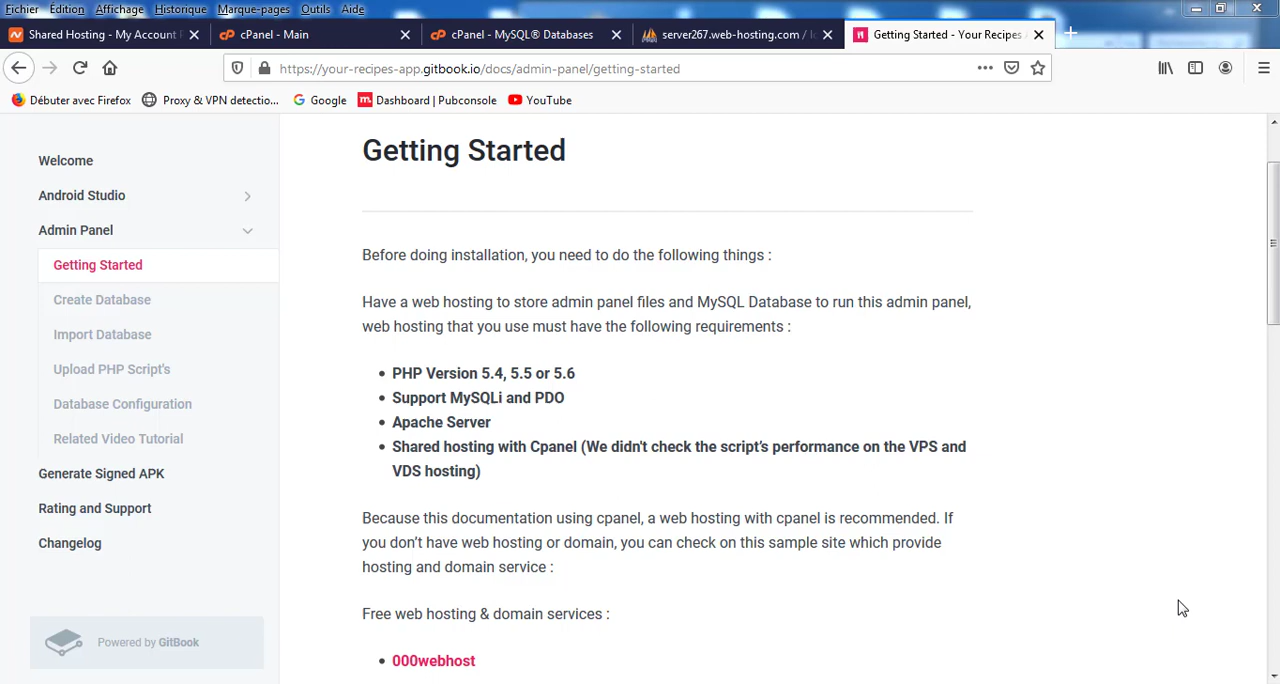 Fichier Édition Affichage Historique Marque-pages Outils Aide
Shared Hosting - My Account cPanel - Main cPanel - MySQL® Databases server267.web-hosting.com / lo Getting Started - Your Recipes
https://your-recipes-app.gitbook.io/docs/admin-panel/getting-started
Débuter avec Firefox Proxy & VPN detectio... Google Dashboard | Pubconsole YouTube
Welcome
Android Studio
Admin Panel
Getting Started
Create Database
Import Database
Upload PHP Script's
Database Configuration
Related Video Tutorial
Generate Signed APK
Rating and Support
Changelog
Powered by GitBook
Getting Started
Before doing installation, you need to do the following things :
Have a web hosting to store admin panel files and MySQL Database to run this admin panel,
web hosting that you use must have the following requirements :
• PHP Version 5.4, 5.5 or 5.6
• Support MySQLi and PDO
• Apache Server
• Shared hosting with Cpanel (We didn't check the script’s performance on the VPS and
VDS hosting)
Because this documentation using cpanel, a web hosting with cpanel is recommended. If
you don’t have web hosting or domain, you can check on this sample site which provide
hosting and domain service :
Free web hosting & domain services :
• 000webhost